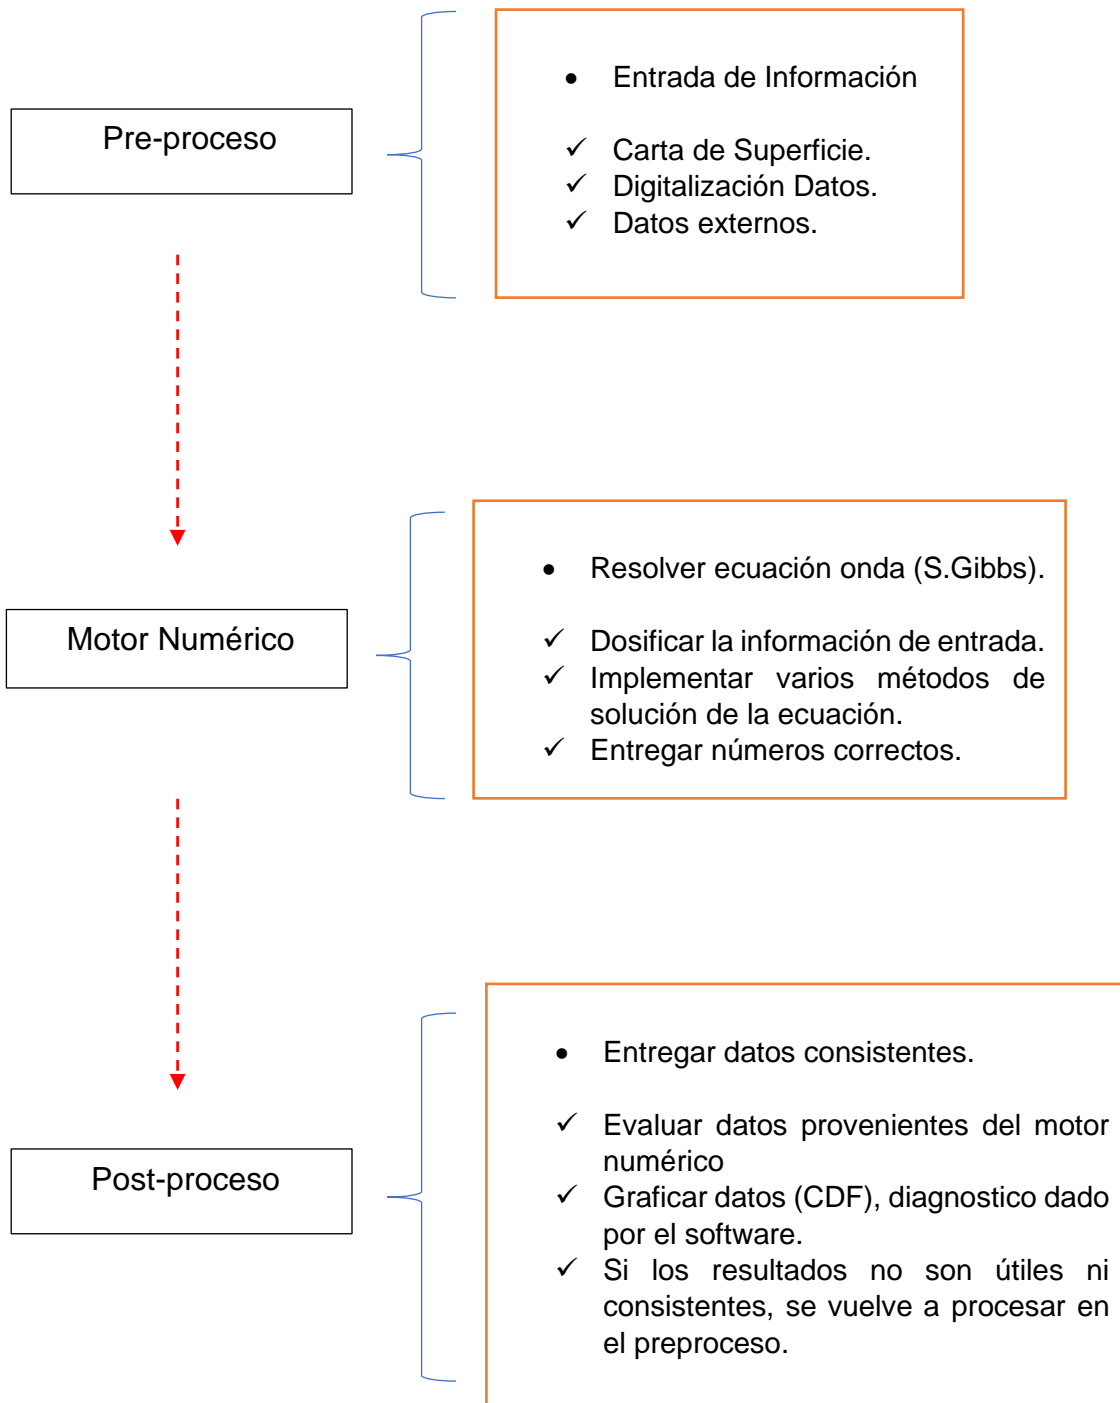 Pre-proceso
• Entrada de Información
✓ Carta de Superficie.
✓ Digitalización Datos.
✓ Datos externos.
Motor Numérico
• Resolver ecuación onda (S.Gibbs).
✓ Dosificar la información de entrada.
✓ Implementar varios métodos de
solución de la ecuación.
✓ Entregar números correctos.
Post-proceso
• Entregar datos consistentes.
✓ Evaluar datos provenientes del motor
numérico
✓ Graficar datos (CDF), diagnostico dado
por el software.
✓ Si los resultados no son útiles ni
consistentes, se vuelve a procesar en
el preproceso.